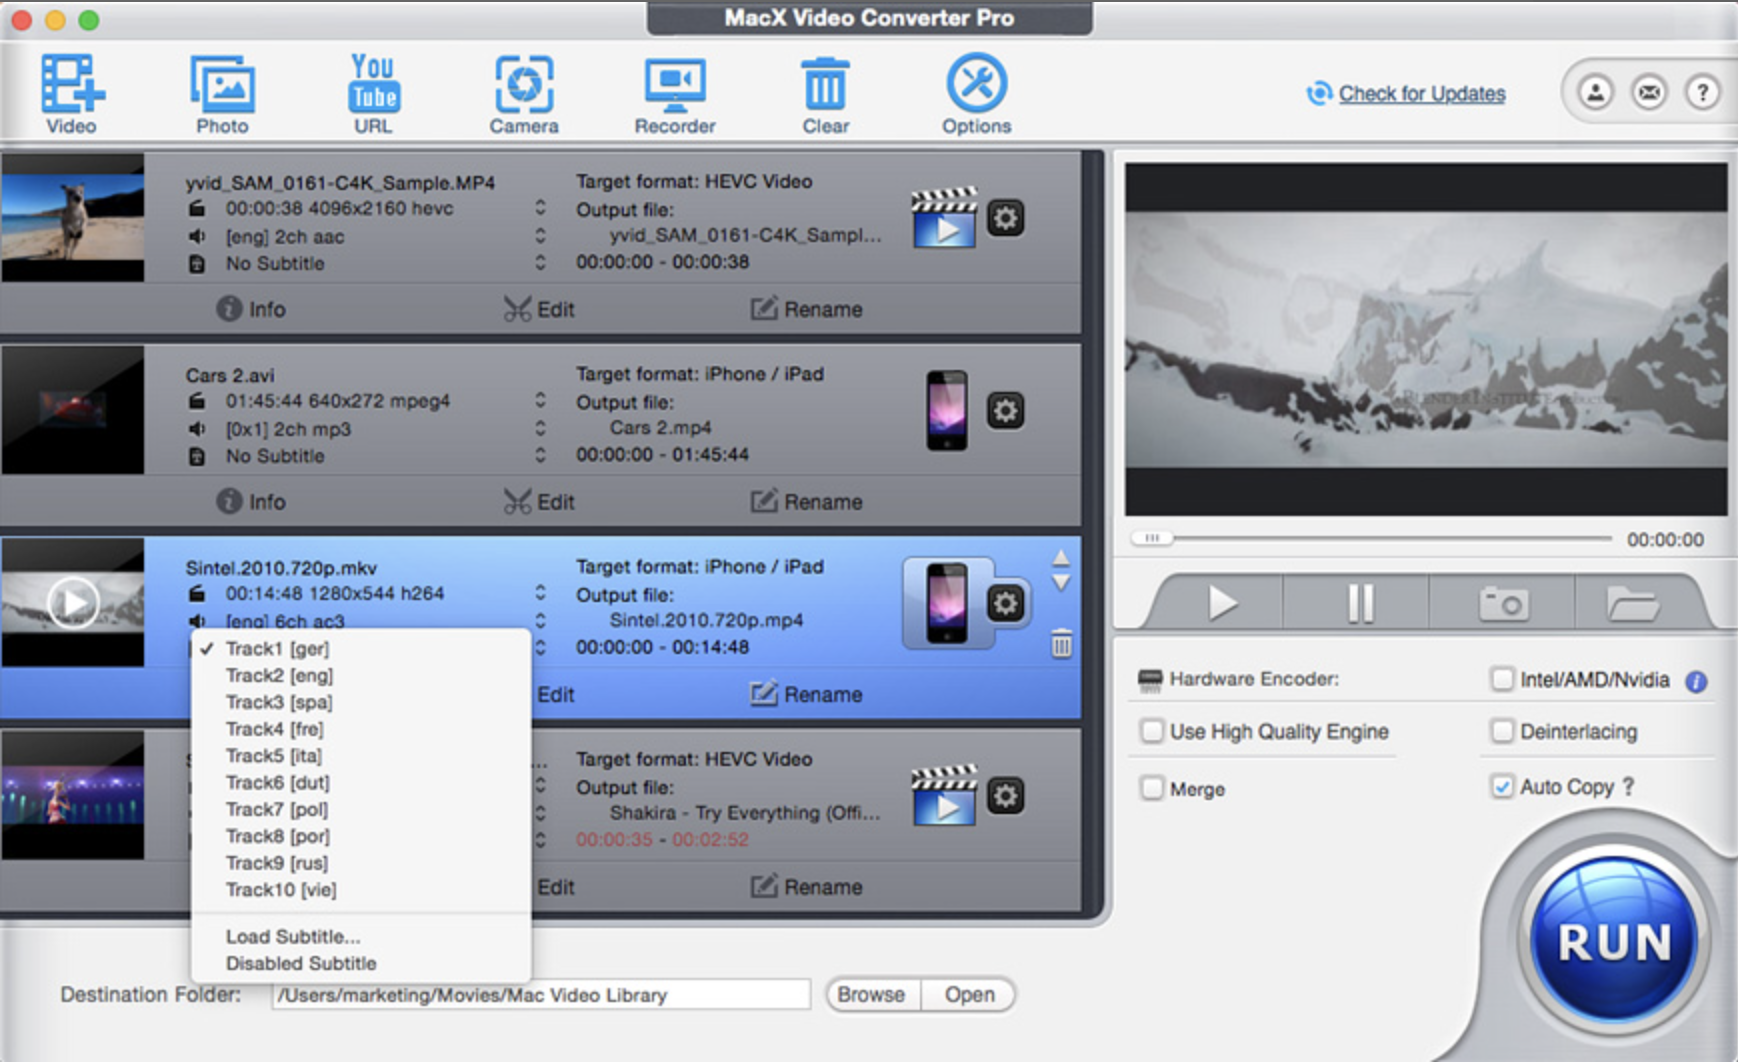 MacX Video Converter Pro
Video
Photo
You
Tube
URL
Camera
Recorder
Clear
Options
Check for Updates
?
yvid_SAM_0161-C4K_Sample.MP4
00:00:38 4096x2160 hevc
[eng] 2ch aac
No Subtitle
Target format: HEVC Video
Output file:
yvid_SAM_0161-C4K_Sampl...
00:00:00 - 00:00:38
Info
Edit
Rename
Cars 2.avi
01:45:44 640x272 mpeg4
[0x1] 2ch mp3
No Subtitle
Target format: iPhone / iPad
Output file:
Cars 2.mp4
00:00:00 - 01:45:44
Info
Edit
Rename
Sintel.2010.720p.mkv
00:14:48 1280x544 h264
[eng] 6ch ac3
Target format: iPhone / iPad
Output file:
Sintel.2010.720p.mp4
00:00:00 - 00:14:48
Edit
Rename
Track1 [ger]
Track2 [eng]
Track3 [spa]
Track4 [fre]
Track5 [ita]
Track6 [dut]
Track7 [pol]
Track8 [por]
Track9 [rus]
Track10 [vie]
Load Subtitle...
Disabled Subtitle
...
Target format: HEVC Video
Output file:
Shakira - Try Everything (Offi...
00:00:35 - 00:02:52
Edit
Rename
Destination Folder:
/Users/marketing/Movies/Mac Video Library
Browse
Open
BLENDER INSTITUTE
00:00:00
Hardware Encoder:
Intel/AMD/Nvidia
i
Use High Quality Engine
Deinterlacing
Merge
Auto Copy ?
RUN